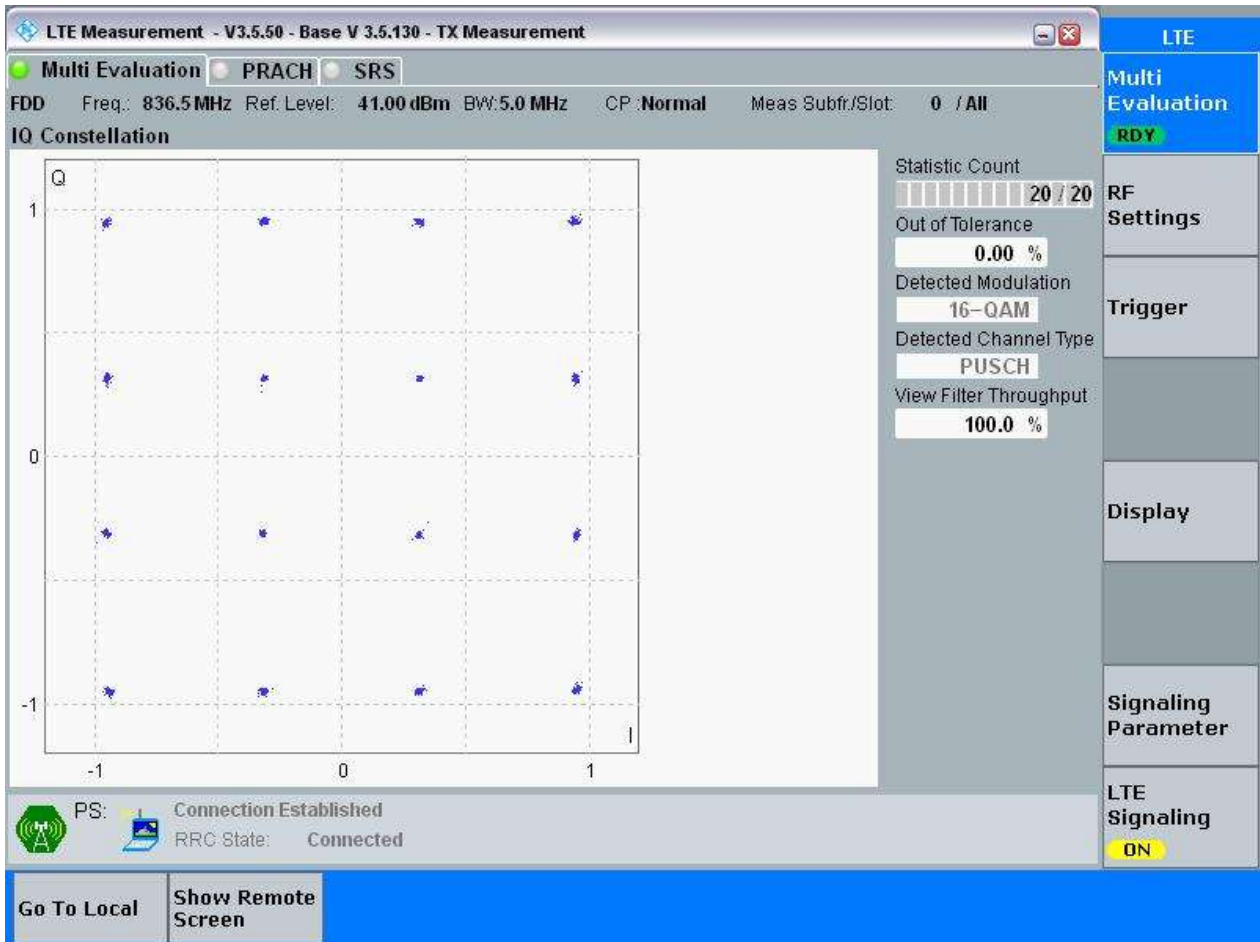 LTE Measurement - V3.5.50 - Base V 3.5.130 - TX Measurement
LTE
Multi Evaluation PRACH SRS
FDD Freq.: 836.5 MHz Ref. Level: 41.00 dBm BW: 5.0 MHz CP :Normal Meas Subfr./Slot: 0 / All
IQ Constellation
Q
1
0
-1
I
-1 0 1
Statistic Count
20 / 20
Out of Tolerance
0.00 %
Detected Modulation
16-QAM
Detected Channel Type
PUSCH
View Filter Throughput
100.0 %
Multi
Evaluation
RDY
RF
Settings
Trigger
Display
Signaling
Parameter
LTE
Signaling
ON
PS: Connection Established
RRC State: Connected
Go To Local
Show Remote
Screen